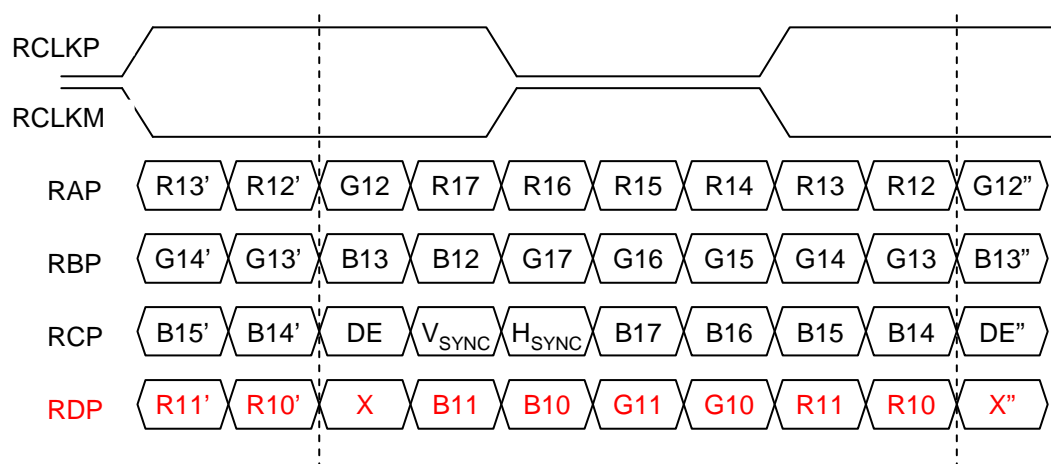 RCLKP
RCLKM
RAP R13’ R12’ G12 R17 R16 R15 R14 R13 R12 G12”
RBP G14’ G13’ B13 B12 G17 G16 G15 G14 G13 B13”
RCP B15’ B14’ DE VSYNC HSYNC B17 B16 B15 B14 DE”
RDP R11’ R10’ X B11 B10 G11 G10 R11 R10 X”